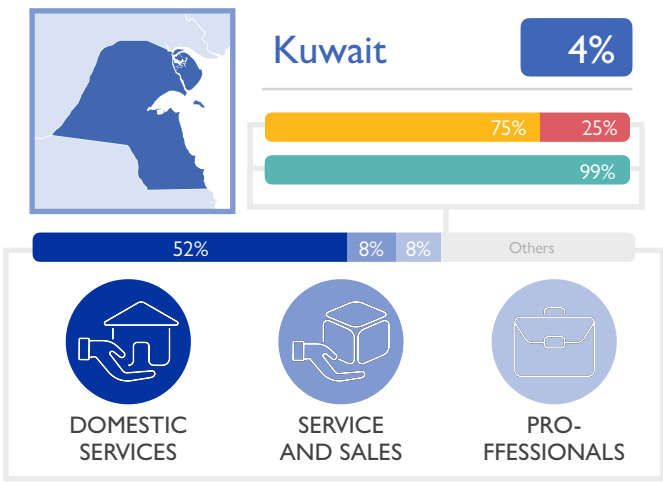 Kuwait
4%
75%
25%
99%
52%
8%
8%
Others
DOMESTIC
SERVICES
SERVICE
AND SALES
PRO-
FFESSIONALS